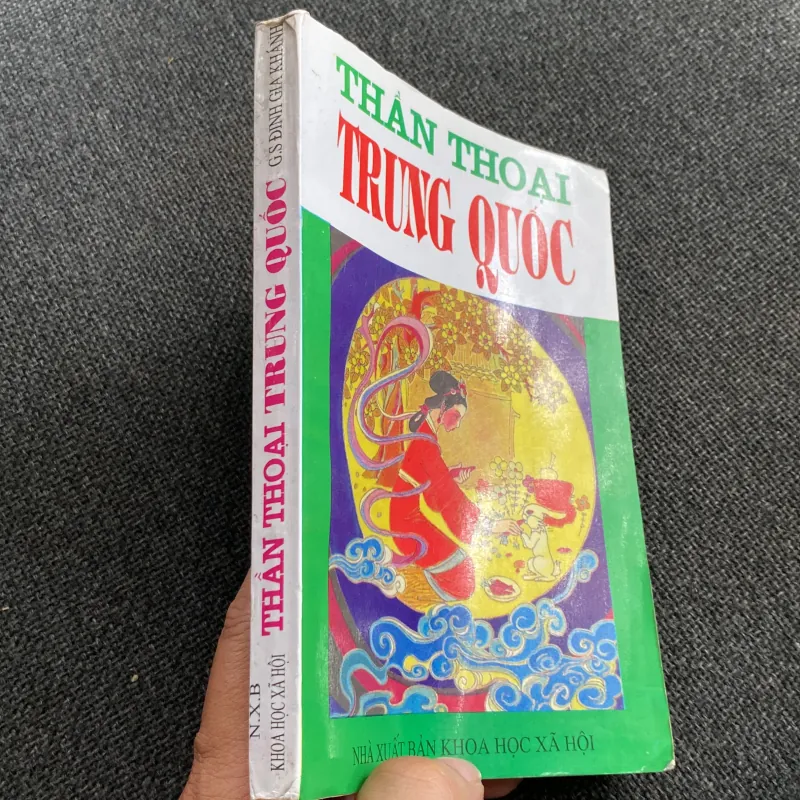 THẦN THOẠI
TRUNG QUỐC
NHÀ XUẤT BẢN KHOA HỌC XÃ HỘI
G.S ĐINH GIA KHÁNH
THẦN THOẠI TRUNG QUỐC
N.X.B
KHOA HỌC XÃ HỘI